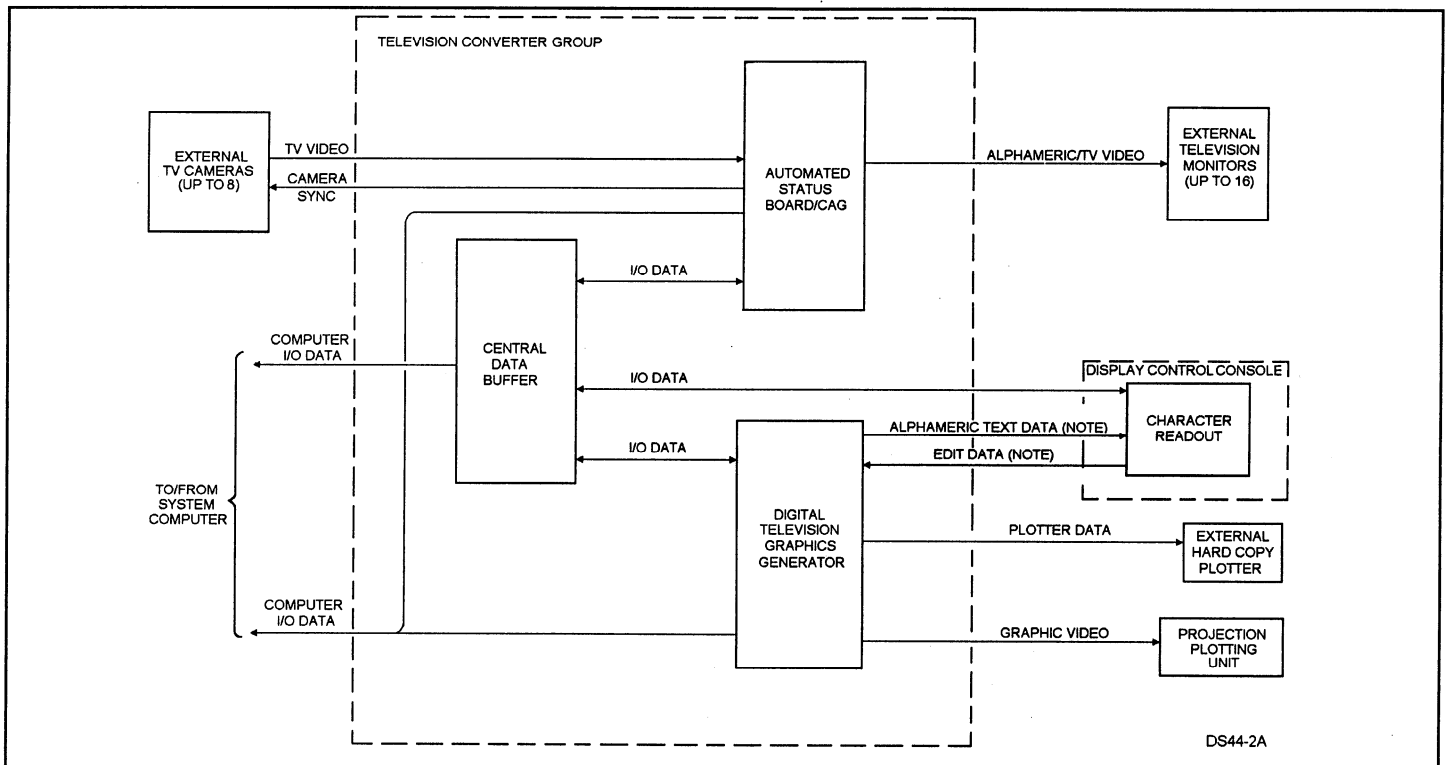 TELEVISION CONVERTER GROUP
EXTERNAL
TV CAMERAS
(UP TO 8)
TV VIDEO
CAMERA
SYNC
AUTOMATED
STATUS
BOARD/CAG
ALPHAMERIC/TV VIDEO
EXTERNAL
TELEVISION
MONITORS
(UP TO 16)
I/O DATA
COMPUTER
I/O DATA
CENTRAL
DATA
BUFFER
I/O DATA
DISPLAY CONTROL CONSOLE
CHARACTER
READOUT
ALPHAMERIC TEXT DATA (NOTE)
I/O DATA
EDIT DATA (NOTE)
TO/FROM
SYSTEM
COMPUTER
DIGITAL
TELEVISION
GRAPHICS
GENERATOR
PLOTTER DATA
EXTERNAL
HARD COPY
PLOTTER
COMPUTER
I/O DATA
GRAPHIC VIDEO
PROJECTION
PLOTTING
UNIT
DS44-2A